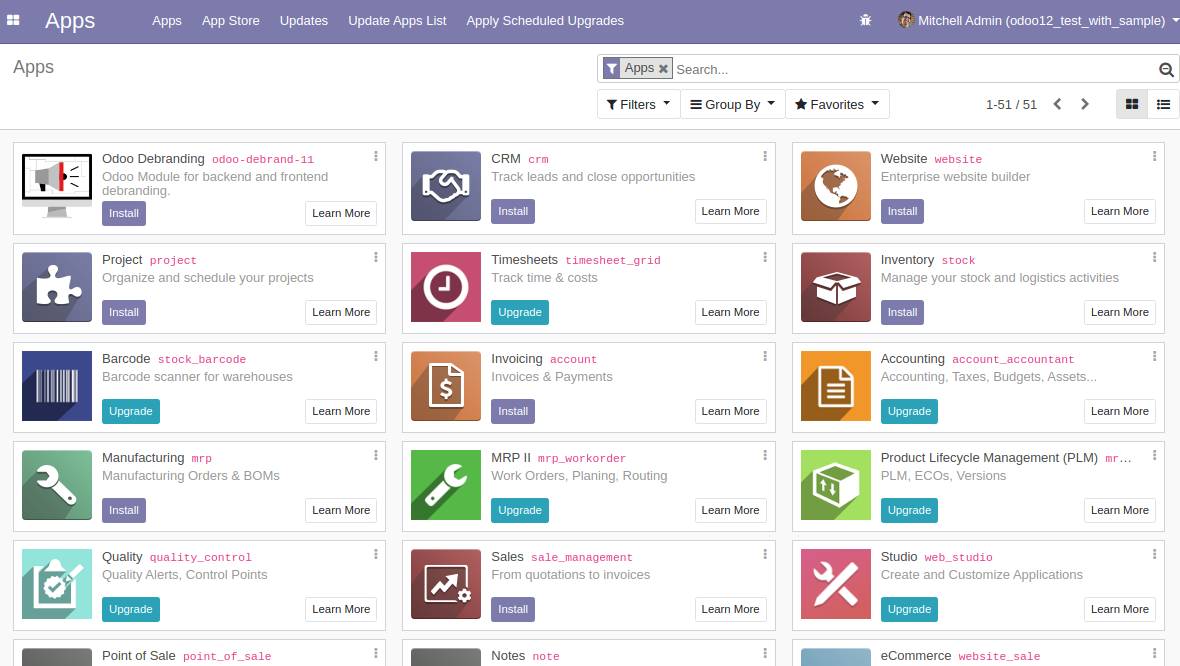 Apps Apps App Store Updates Update Apps List Apply Scheduled Upgrades Mitchell Admin (odoo12_test_with_sample)
Apps Apps Search...
Filters Group By Favorites 1-51 / 51
Odoo Debranding odoo-debrand-11
Odoo Module for backend and frontend
debranding.
Install Learn More
CRM crm
Track leads and close opportunities
Install Learn More
Website website
Enterprise website builder
Install Learn More
Project project
Organize and schedule your projects
Install Learn More
Timesheets timesheet_grid
Track time & costs
Upgrade Learn More
Inventory stock
Manage your stock and logistics activities
Install Learn More
Barcode stock_barcode
Barcode scanner for warehouses
Upgrade Learn More
Invoicing account
Invoices & Payments
Install Learn More
Accounting account_accountant
Accounting, Taxes, Budgets, Assets...
Upgrade Learn More
Manufacturing mrp
Manufacturing Orders & BOMs
Install Learn More
MRP II mrp_workorder
Work Orders, Planing, Routing
Upgrade Learn More
Product Lifecycle Management (PLM) mr...
PLM, ECOs, Versions
Upgrade Learn More
Quality quality_control
Quality Alerts, Control Points
Upgrade Learn More
Sales sale_management
From quotations to invoices
Install Learn More
Studio web_studio
Create and Customize Applications
Upgrade Learn More
Point of Sale point_of_sale
Notes note
eCommerce website_sale